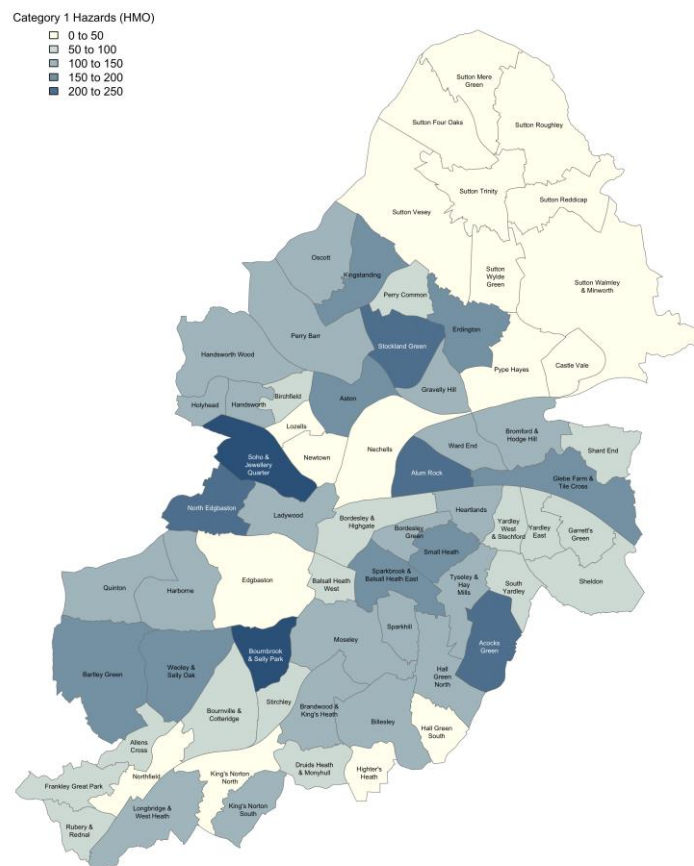 Category 1 Hazards (HMO)
0 to 50
50 to 100
100 to 150
150 to 200
200 to 250
Sutton Mere
Green
Sutton Four Oaks
Sutton Roughley
Sutton Trinity
Sutton Reddicap
Sutton Vesey
Sutton
Wylde
Green
Sutton Walmley
& Minworth
Oscott
Kingstanding
Perry Common
Erdington
Perry Barr
Stockland Green
Handsworth Wood
Pype Hayes
Castle Vale
Gravelly Hill
Birchfield
Aston
Holyhead
Handsworth
Lozells
Newtown
Nechells
Ward End
Bromford &
Hodge Hill
Shard End
Soho &
Jewellery
Quarter
Alum Rock
Glebe Farm &
Tile Cross
North Edgbaston
Ladywood
Bordesley &
Highgate
Bordesley
Green
Heartlands
Yardley
West
& Stechford
Yardley
East
Garrett's
Green
Small Heath
Edgbaston
Balsall Heath
West
Sparkbrook &
Balsall Heath East
Tyseley &
Hay
Mills
South
Yardley
Sheldon
Quinton
Harborne
Bournbrook
& Selly Park
Moseley
Sparkhill
Acocks
Green
Bartley Green
Weoley &
Selly Oak
Hall
Green
North
Bournville &
Cotteridge
Stirchley
Brandwood &
King's Heath
Billesley
Hall Green
South
Allens
Cross
Frankley Great Park
Northfield
King's Norton
North
Druids Heath
& Monyhull
Highter's
Heath
Longbridge &
West Heath
King's Norton
South
Rubery &
Rednal